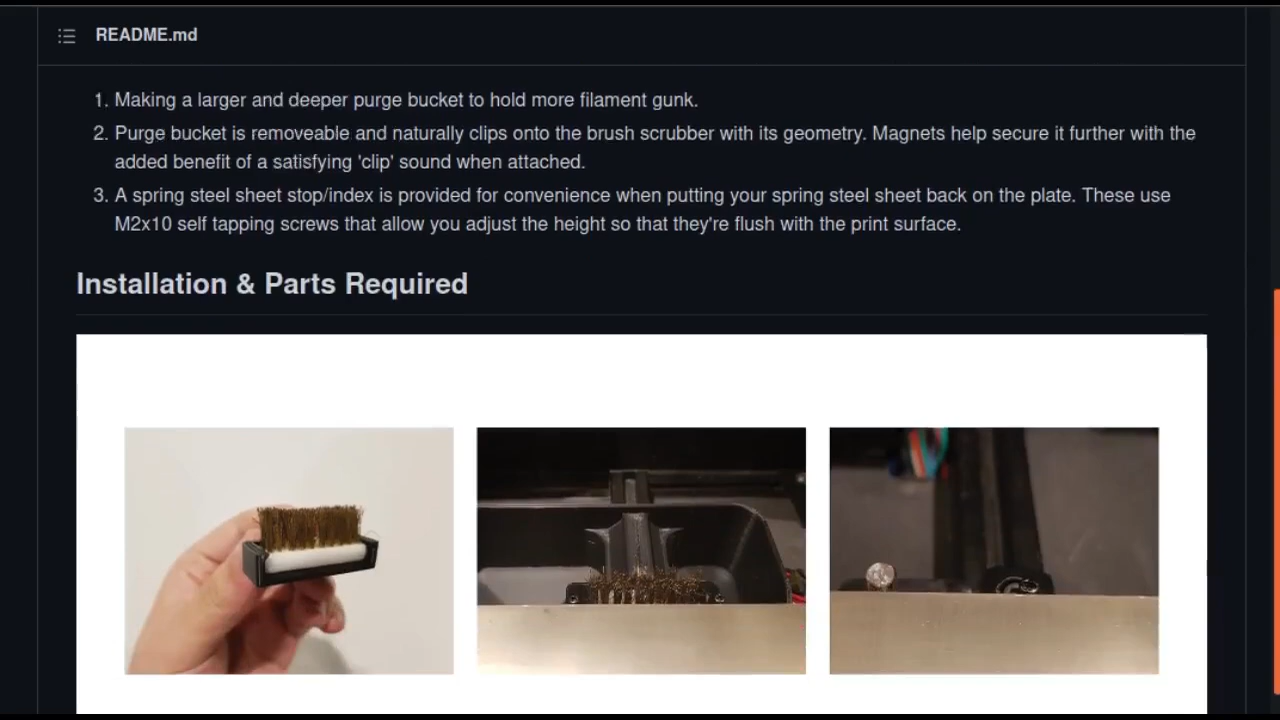 README.md
1. Making a larger and deeper purge bucket to hold more filament gunk.
2. Purge bucket is removeable and naturally clips onto the brush scrubber with its geometry. Magnets help secure it further with the
added benefit of a satisfying 'clip' sound when attached.
3. A spring steel sheet stop/index is provided for convenience when putting your spring steel sheet back on the plate. These use
M2x10 self tapping screws that allow you adjust the height so that they're flush with the print surface.
Installation & Parts Required